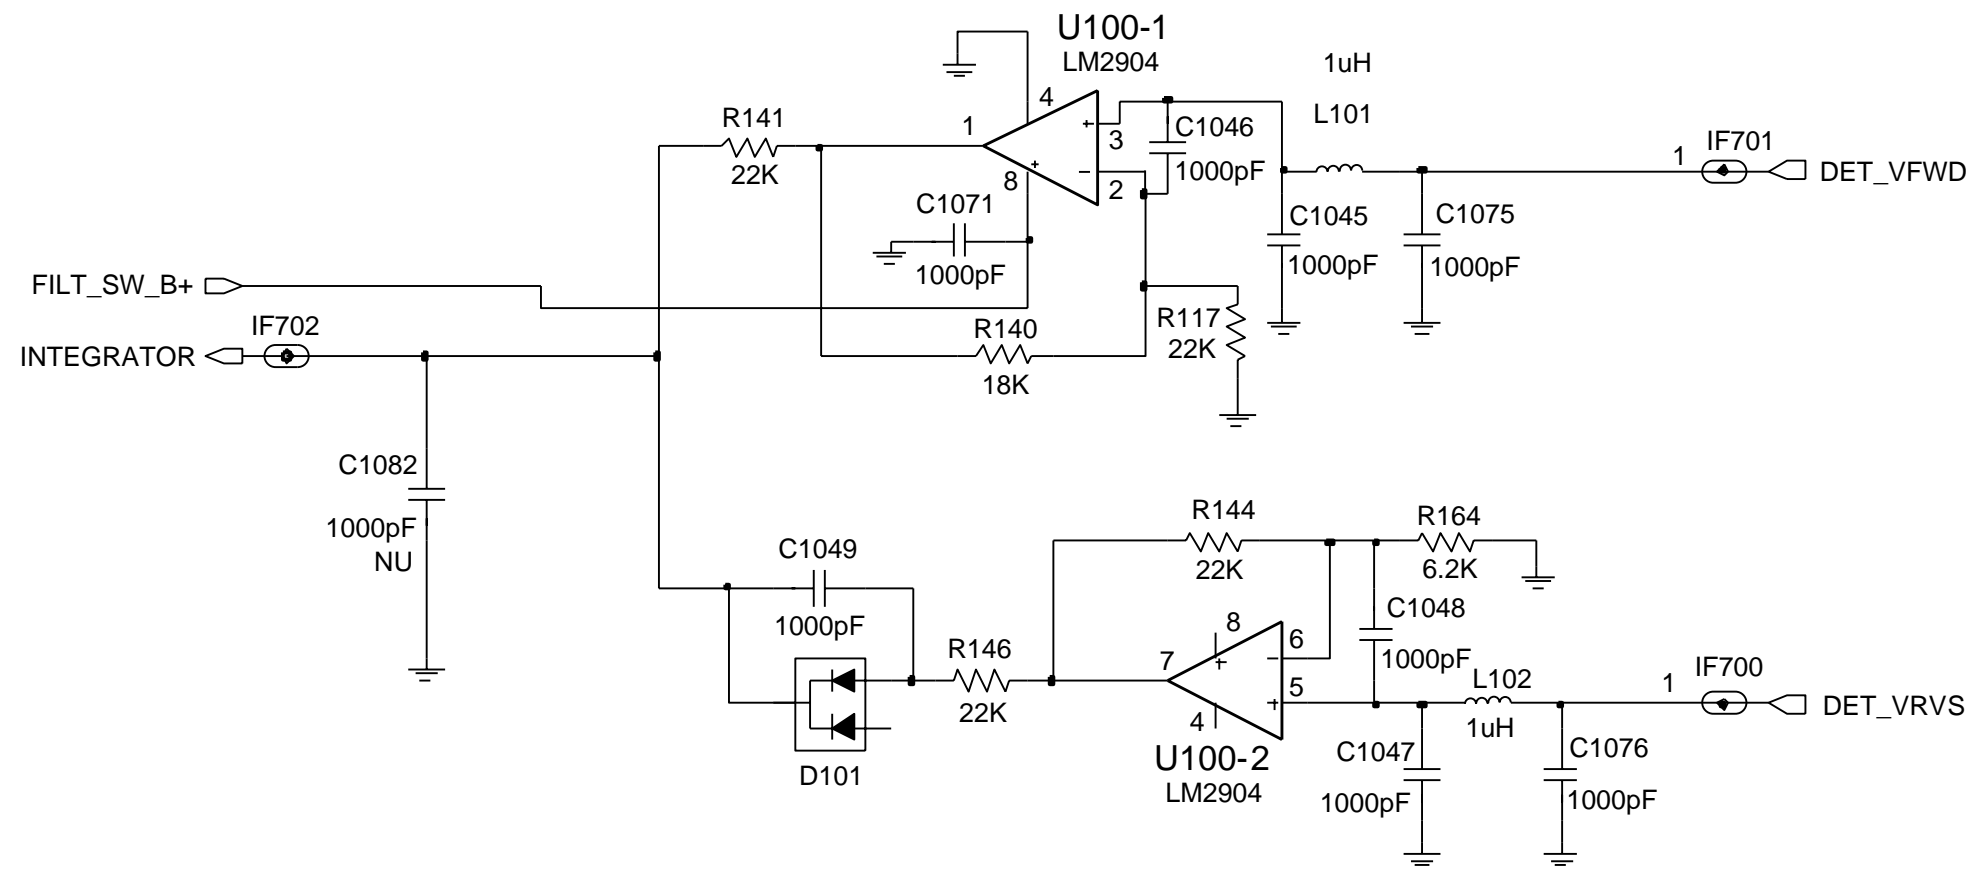 U100-1
LM2904
1uH
L101
4
R141
1
+
3
C1046
1000pF
IF701
1
DET_VFWD
22K
+
8
−
2
C1071
1000pF
C1045
1000pF
C1075
1000pF
FILT_SW_B+
IF702
INTEGRATOR
R140
18K
R117
22K
C1082
1000pF
NU
R144
22K
R164
6.2K
C1049
1000pF
C1048
1000pF
8
+
6
−
R146
22K
7
5
+
4
L102
1uH
1
IF700
DET_VRVS
D101
U100-2
LM2904
C1047
1000pF
C1076
1000pF